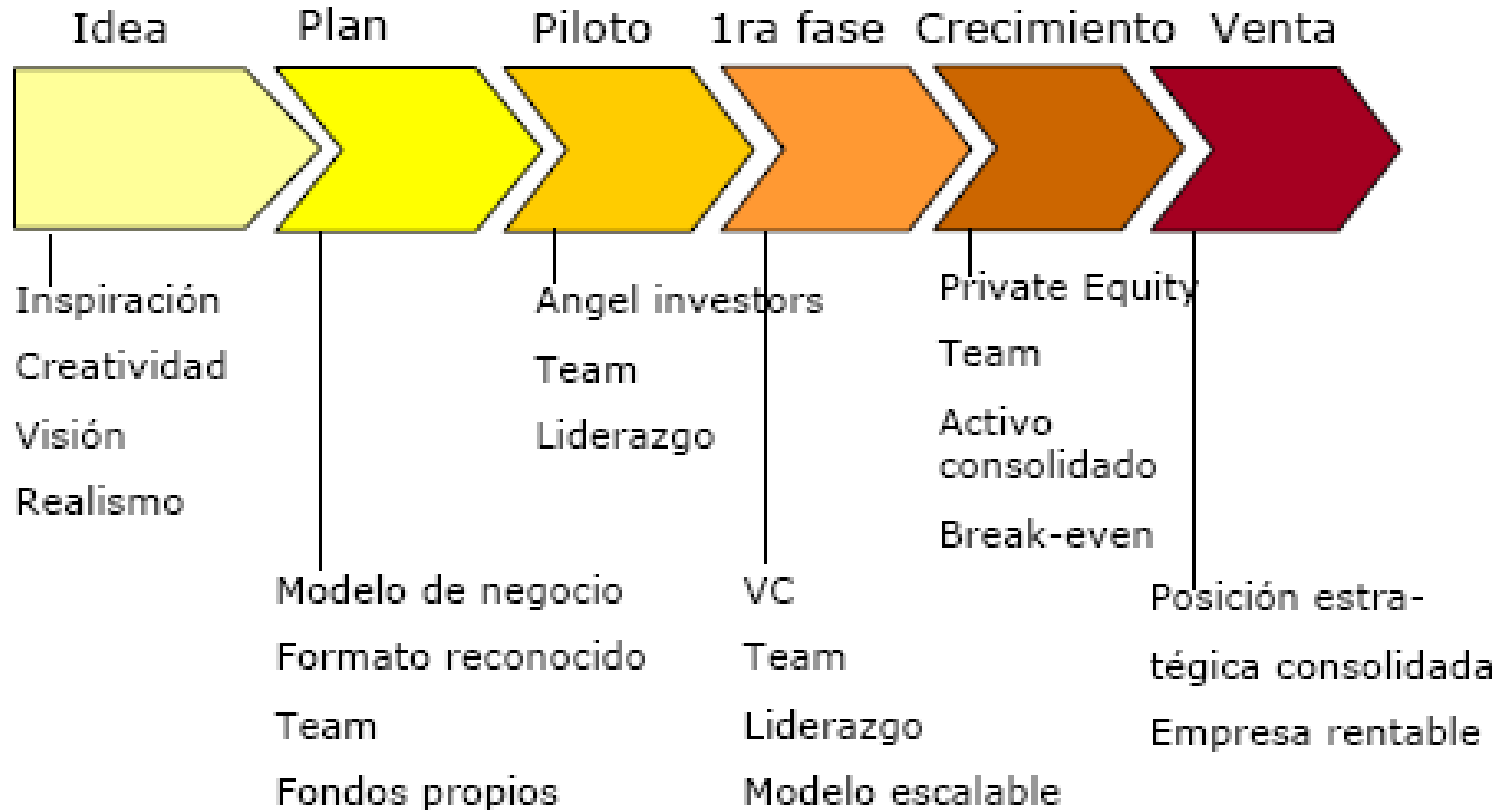 Idea
Plan
Piloto
1ra fase
Crecimiento
Venta
Inspiración
Creatividad
Visión
Realismo
Modelo de negocio
Formato reconocido
Team
Fondos propios
Angel investors
Team
Liderazgo
VC
Team
Liderazgo
Modelo escalable
Private Equity
Team
Activo
consolidado
Break-even
Posición estra-
tégica consolidada
Empresa rentable